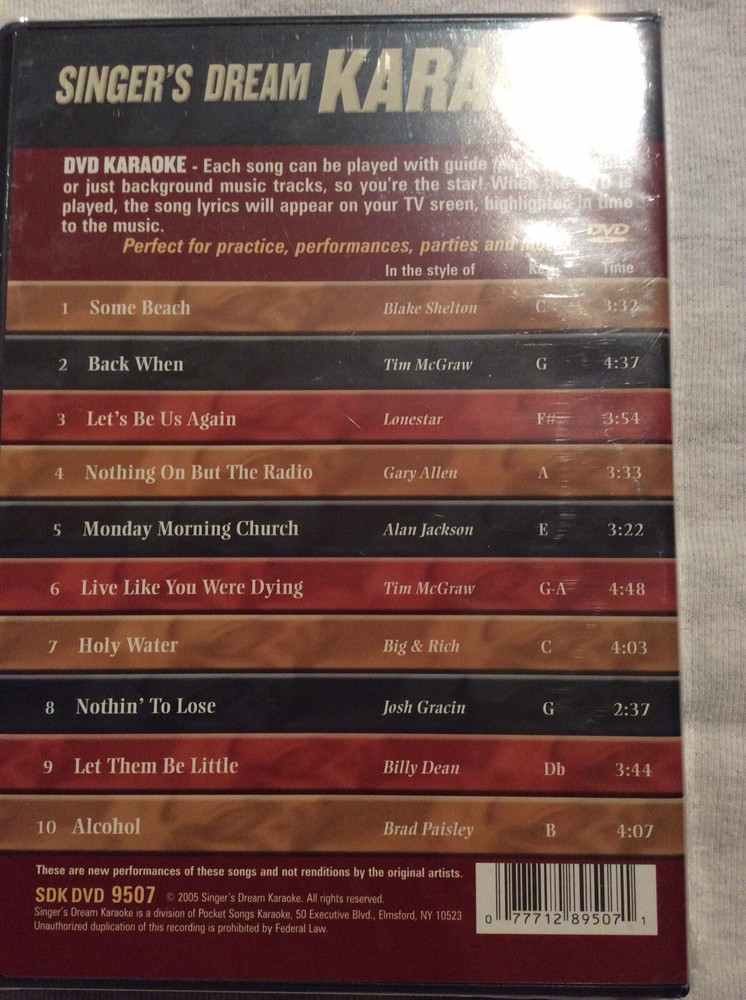 SINGER'S DREAM KARA
DVD KARAOKE - Each song can be played with guide
or just background music tracks, so you're the star! When the DVD is
played, the song lyrics will appear on your TV sreen, highlighted in time
to the music.
DVD
Perfect for practice, performances, parties and
In the style of Key Time
1 Some Beach Blake Shelton C 3:32
2 Back When Tim McGraw G 4:37
3 Let's Be Us Again Lonestar F# 3:54
4 Nothing On But The Radio Gary Allen A 3:33
5 Monday Morning Church Alan Jackson E 3:22
6 Live Like You Were Dying Tim McGraw G-A 4:48
7 Holy Water Big & Rich C 4:03
8 Nothin' To Lose Josh Gracin G 2:37
9 Let Them Be Little Billy Dean Db 3:44
10 Alcohol Brad Paisley B 4:07
These are new performances of these songs and not renditions by the original artists.
SDK DVD 9507 © 2005 Singer's Dream Karaoke. All rights reserved.
Singer's Dream Karaoke is a division of Pocket Songs Karaoke, 50 Executive Blvd., Elmsford, NY 10523
Unauthorized duplication of this recording is prohibited by Federal Law.
0 77712 89507 1